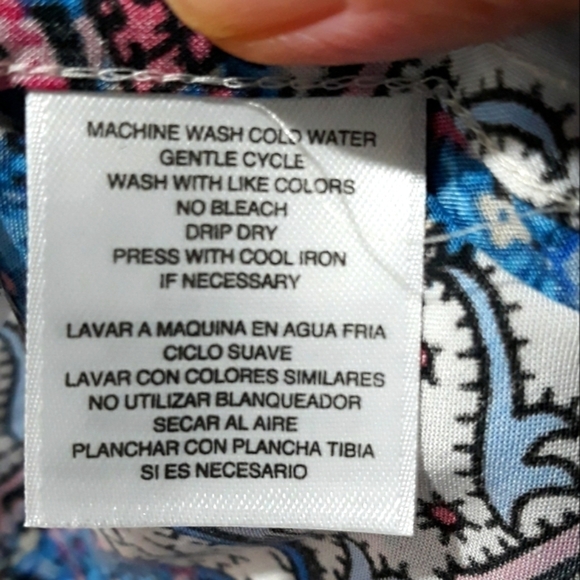 MACHINE WASH COLD WATER
GENTLE CYCLE
WASH WITH LIKE COLORS
NO BLEACH
DRIP DRY
PRESS WITH COOL IRON
IF NECESSARY
LAVAR A MAQUINA EN AGUA FRIA
CICLO SUAVE
LAVAR CON COLORES SIMILARES
NO UTILIZAR BLANQUEADOR
SECAR AL AIRE
PLANCHAR CON PLANCHA TIBIA
SI ES NECESARIO